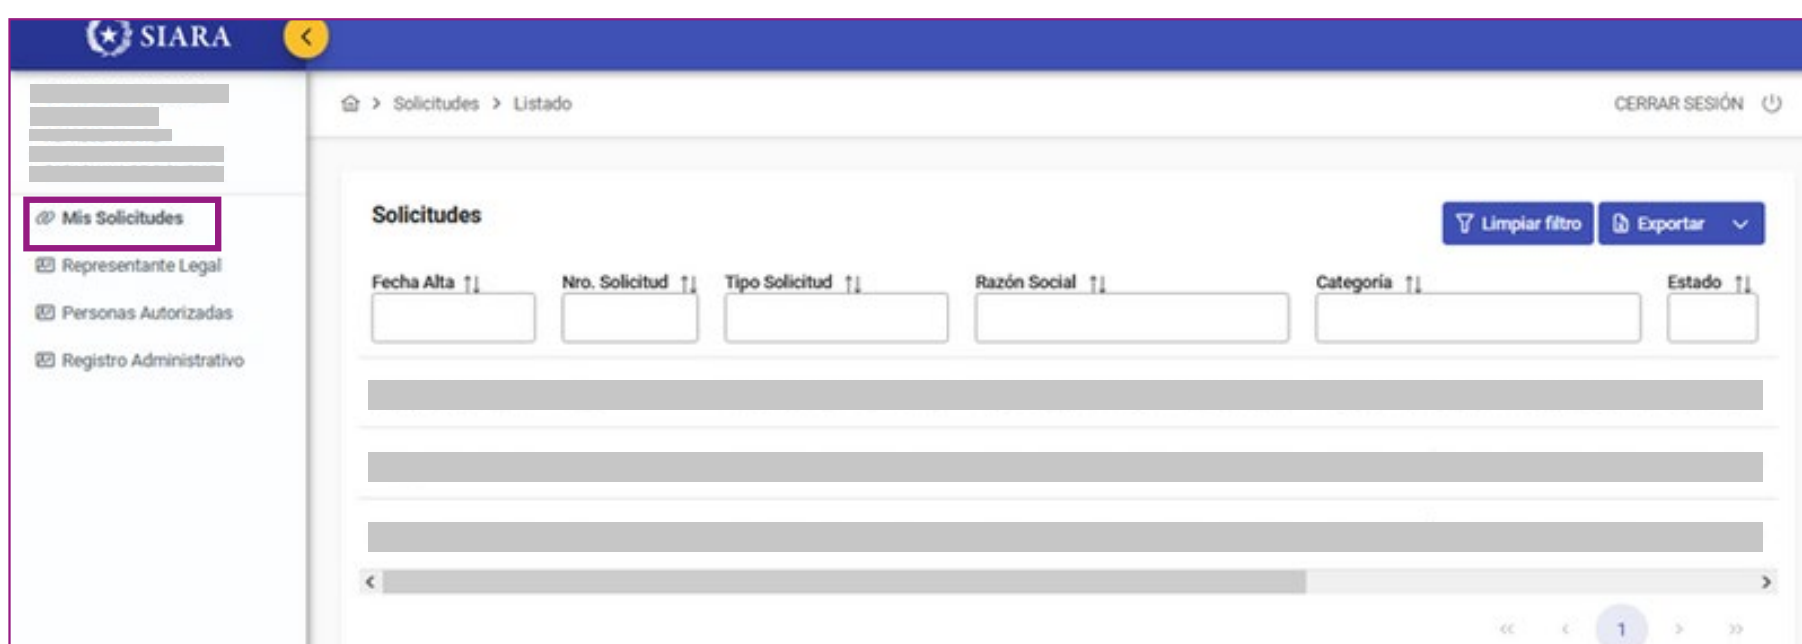 SIARA
Solicitudes > Listado
CERRAR SESIÓN
Mis Solicitudes
Representante Legal
Personas Autorizadas
Registro Administrativo
Solicitudes
Limpiar filtro
Exportar
Fecha Alta Nro. Solicitud Tipo Solicitud Razón Social Categoría Estado
1